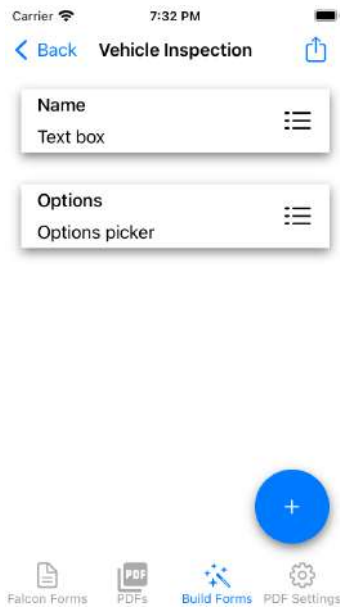 Carrier 7:32 PM
Back Vehicle Inspection
Name
Text box
Options
Options picker
+
PDF
Falcon Forms PDFs Build Forms PDF Settings